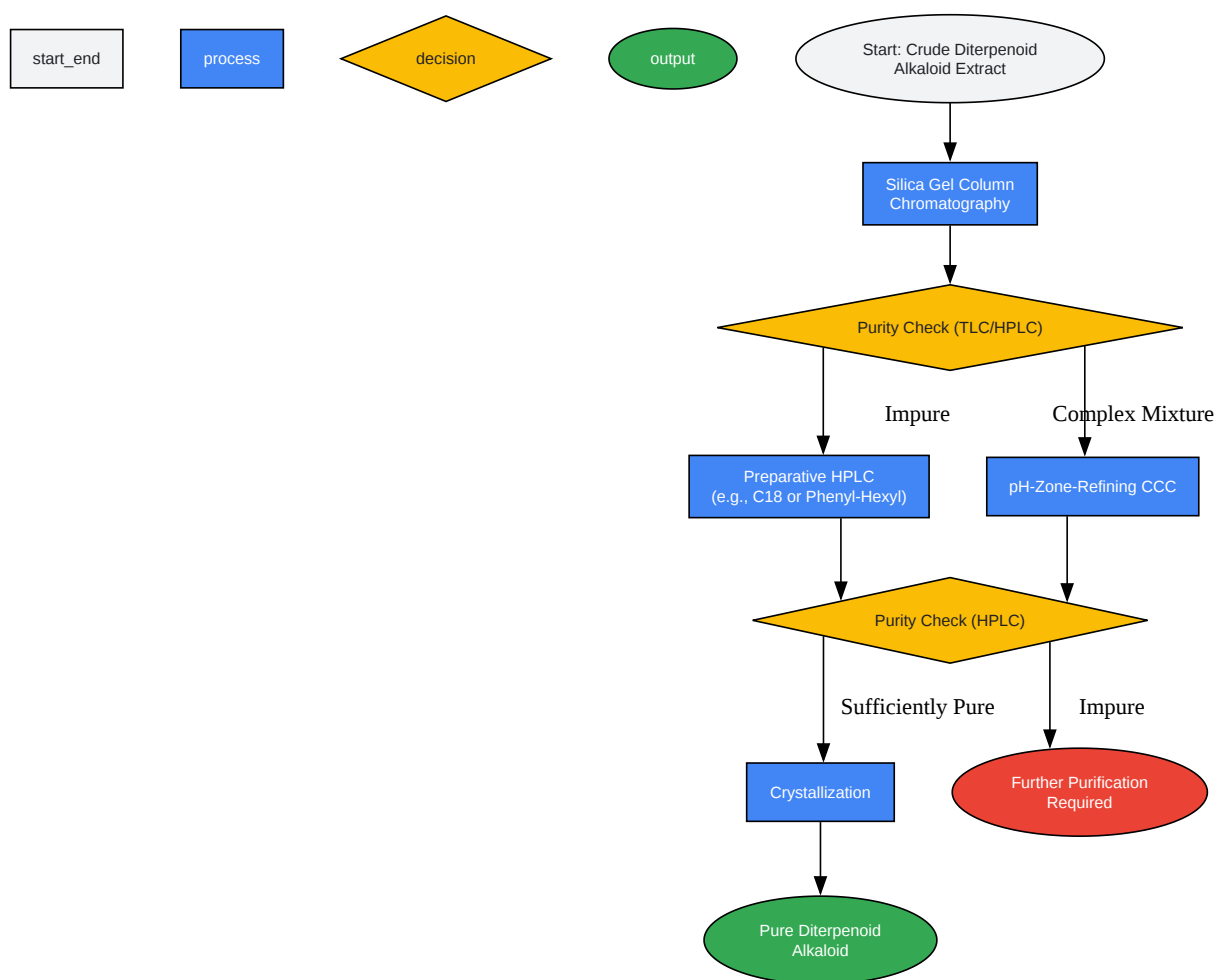 start_end
process
decision
output
Start: Crude Diterpenoid
Alkaloid Extract
Silica Gel Column
Chromatography
Purity Check (TLC/HPLC)
Impure
Complex Mixture
Preparative HPLC
(e.g., C18 or Phenyl-Hexyl)
pH-Zone-Refining CCC
Purity Check (HPLC)
Sufficiently Pure
Impure
Crystallization
Further Purification
Required
Pure Diterpenoid
Alkaloid